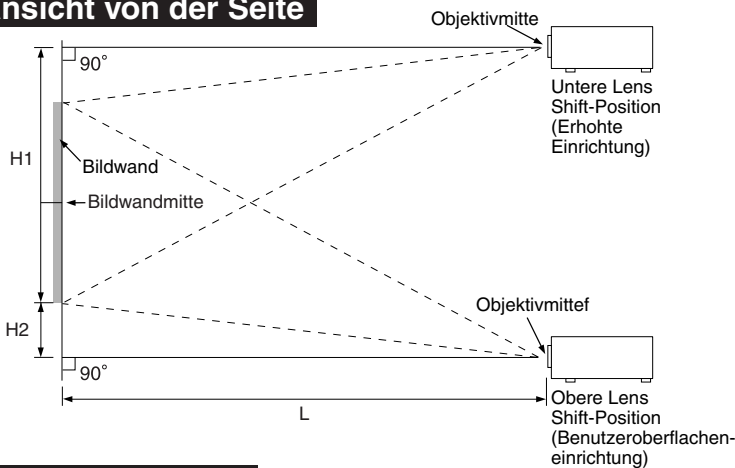 Ansicht von der Seite
Objektivmitte
90°
Untere Lens
Shift-Position
(Erhohte
Einrichtung)
H1
Bildwand
Bildwandmitte
Objektivmittef
H2
90°
L
Obere Lens
Shift-Position
(Benutzeroberflachen-
einrichtung)